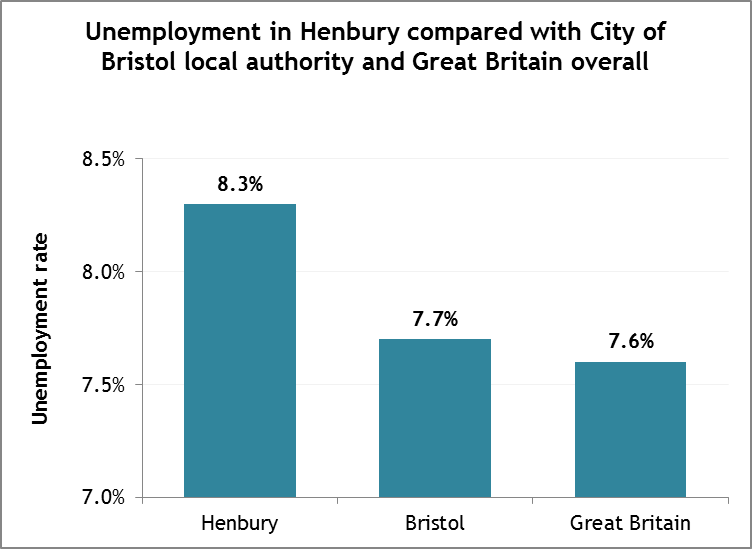 Unemployment in Henbury compared with City of
Bristol local authority and Great Britain overall
Unemployment rate
8.5%
8.0%
7.5%
7.0%
8.3%
7.7%
7.6%
Henbury
Bristol
Great Britain